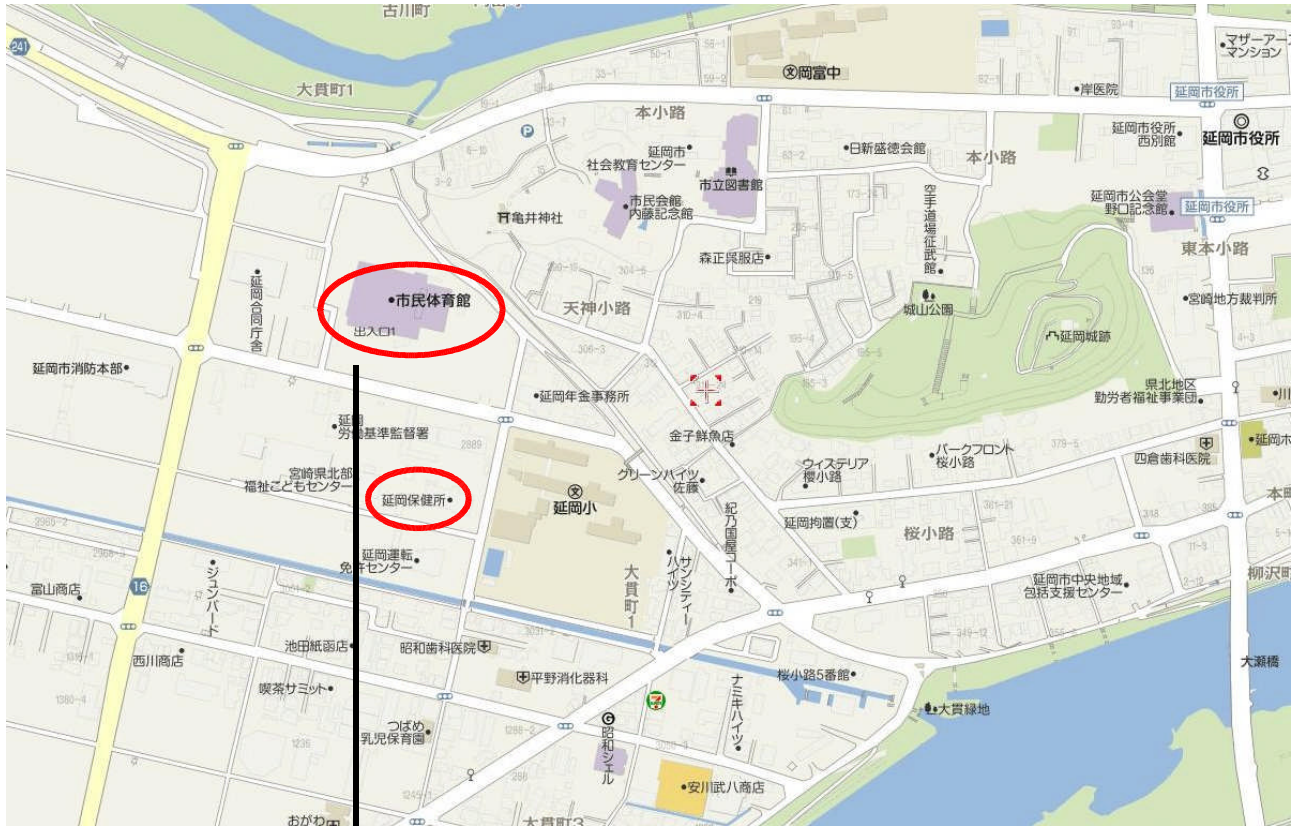 古川町
241
大貫町1
岡富中
マザーアース
マンション
岸医院
延岡市役所
本小路
延岡市役所
西別館
延岡市役所
延岡市
社会教育センター
日新盛徳会館
本小路
市立図書館
市民会館
内藤記念館
亀井神社
空手道場征武館
延岡市公会堂
野口記念館
延岡市役所
東本小路
森正呉服店
延岡合同庁舎
市民体育館
出入口1
天神小路
城山公園
宮崎地方裁判所
延岡城跡
延岡市消防本部
延岡年金事務所
県北地区
勤労者福祉事業団
延岡
労働基準監督署
2889
金子鮮魚店
パークフロント
桜小路
379-5
四倉歯科医院
宮崎県北部
福祉こどもセンター
グリーンハイツ
佐藤
ウィステリア
櫻小路
延岡保健所
延岡小
紀乃国屋コーポ
延岡拘置(支)
桜小路
本町
延岡運転
免許センター
サンシティー
ハイツ
大貫町1
富山商店
16
ジュンバード
延岡市中央地域
包括支援センター
柳沢町
池田紙函店
昭和歯科医院
西川商店
大瀬橋
平野消化器科
ナミキハイツ
桜小路5番館
喫茶サミット
大貫緑地
つばめ
乳児保育園
昭和シェル
1236
安川武八商店
おがわ
大貫町3